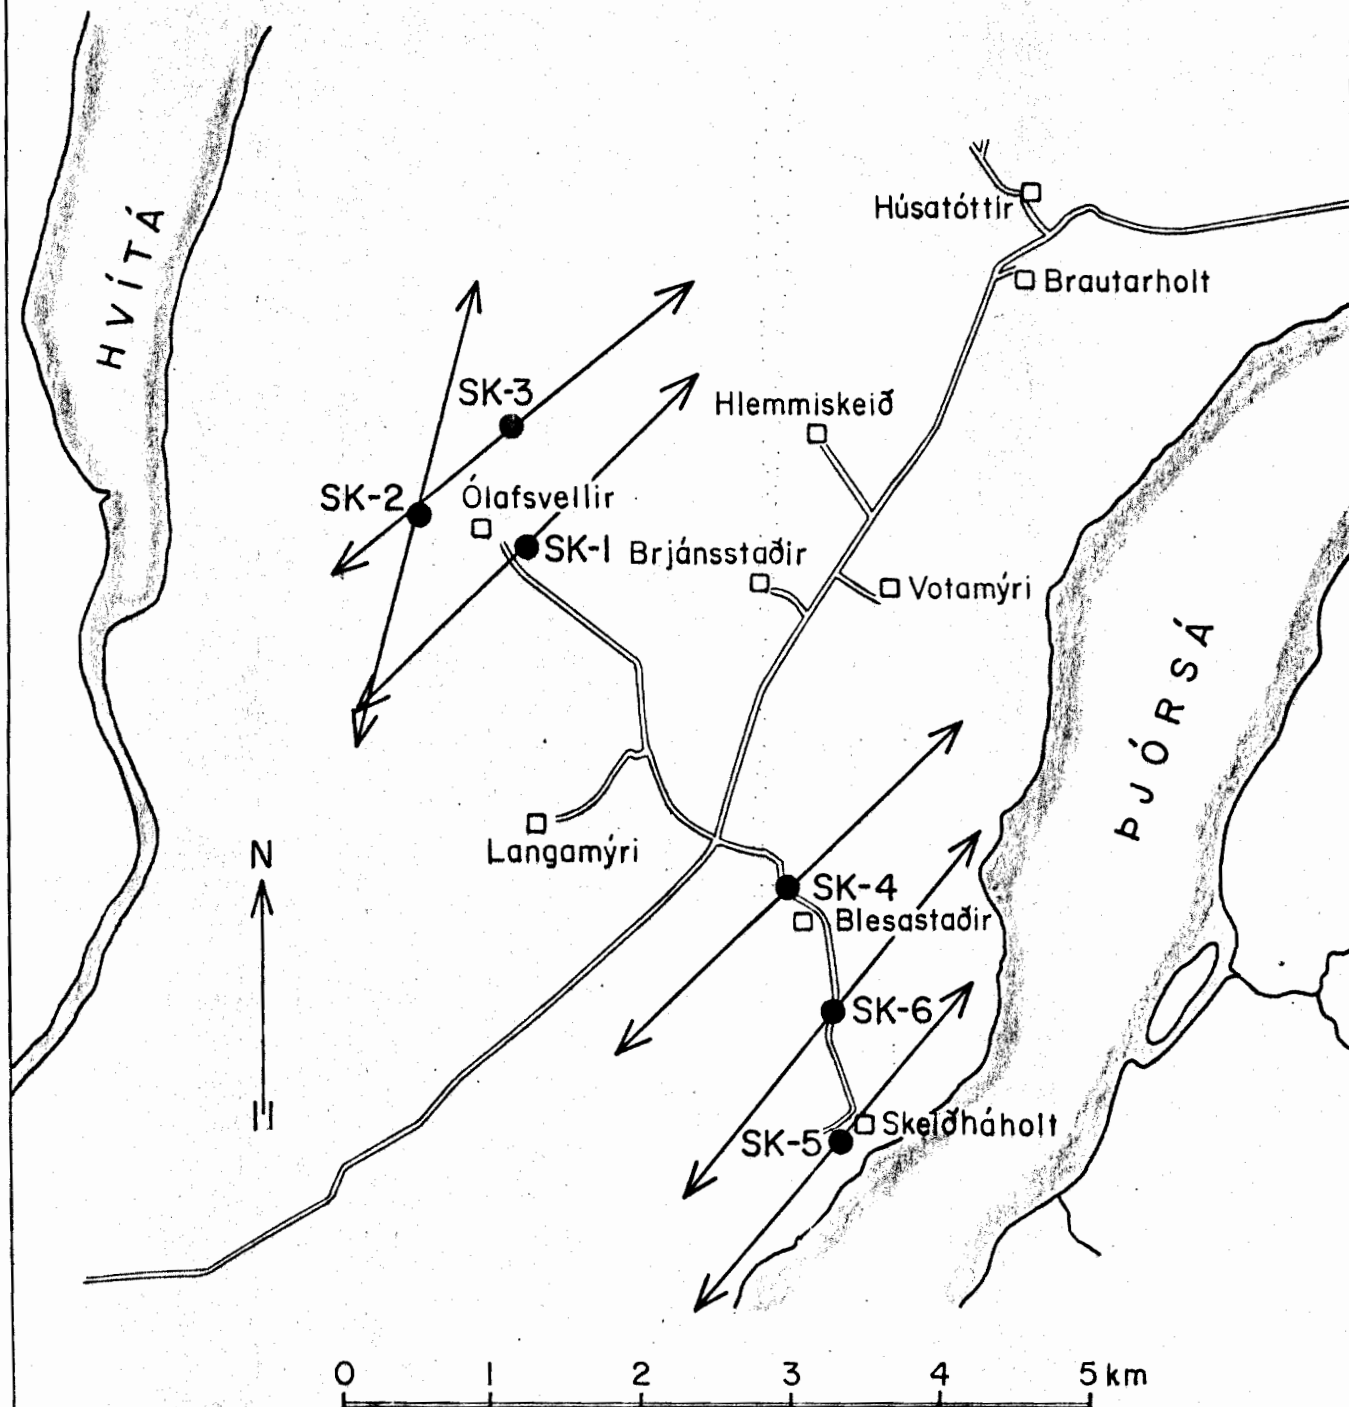 HVÍTÁ
Húsatóttir
Brautarholt
SK-3
Hlemmiskeið
SK-2
Ólafsvellir
SK-1
Brjánsstaðir
Votamýri
ÞJÓRSÁ
Langamýri
N
SK-4
Blesastaðir
SK-6
Skeiðháholt
SK-5
0 1 2 3 4 5 km